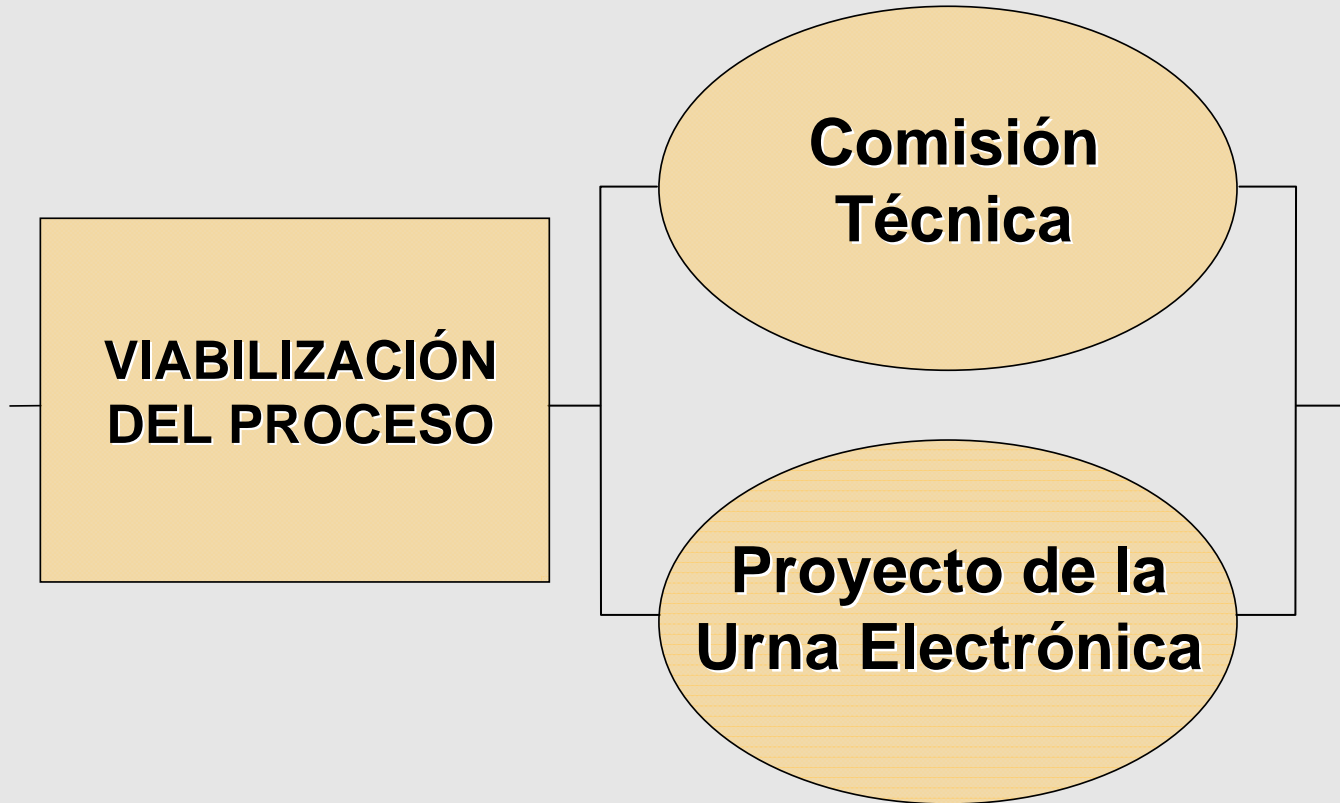 Comisión
Técnica
VIABILIZACIÓN
DEL PROCESO
Proyecto de la
Urna Electrónica